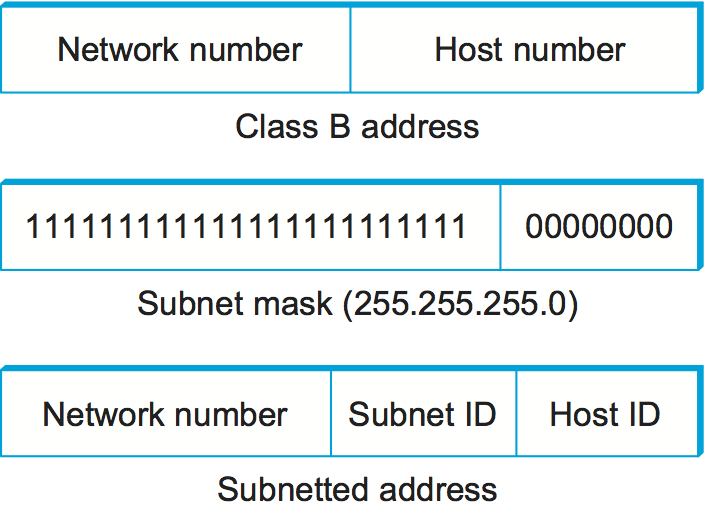 Network number Host number
Class B address
111111111111111111111111 00000000
Subnet mask (255.255.255.0)
Network number Subnet ID Host ID
Subnetted address